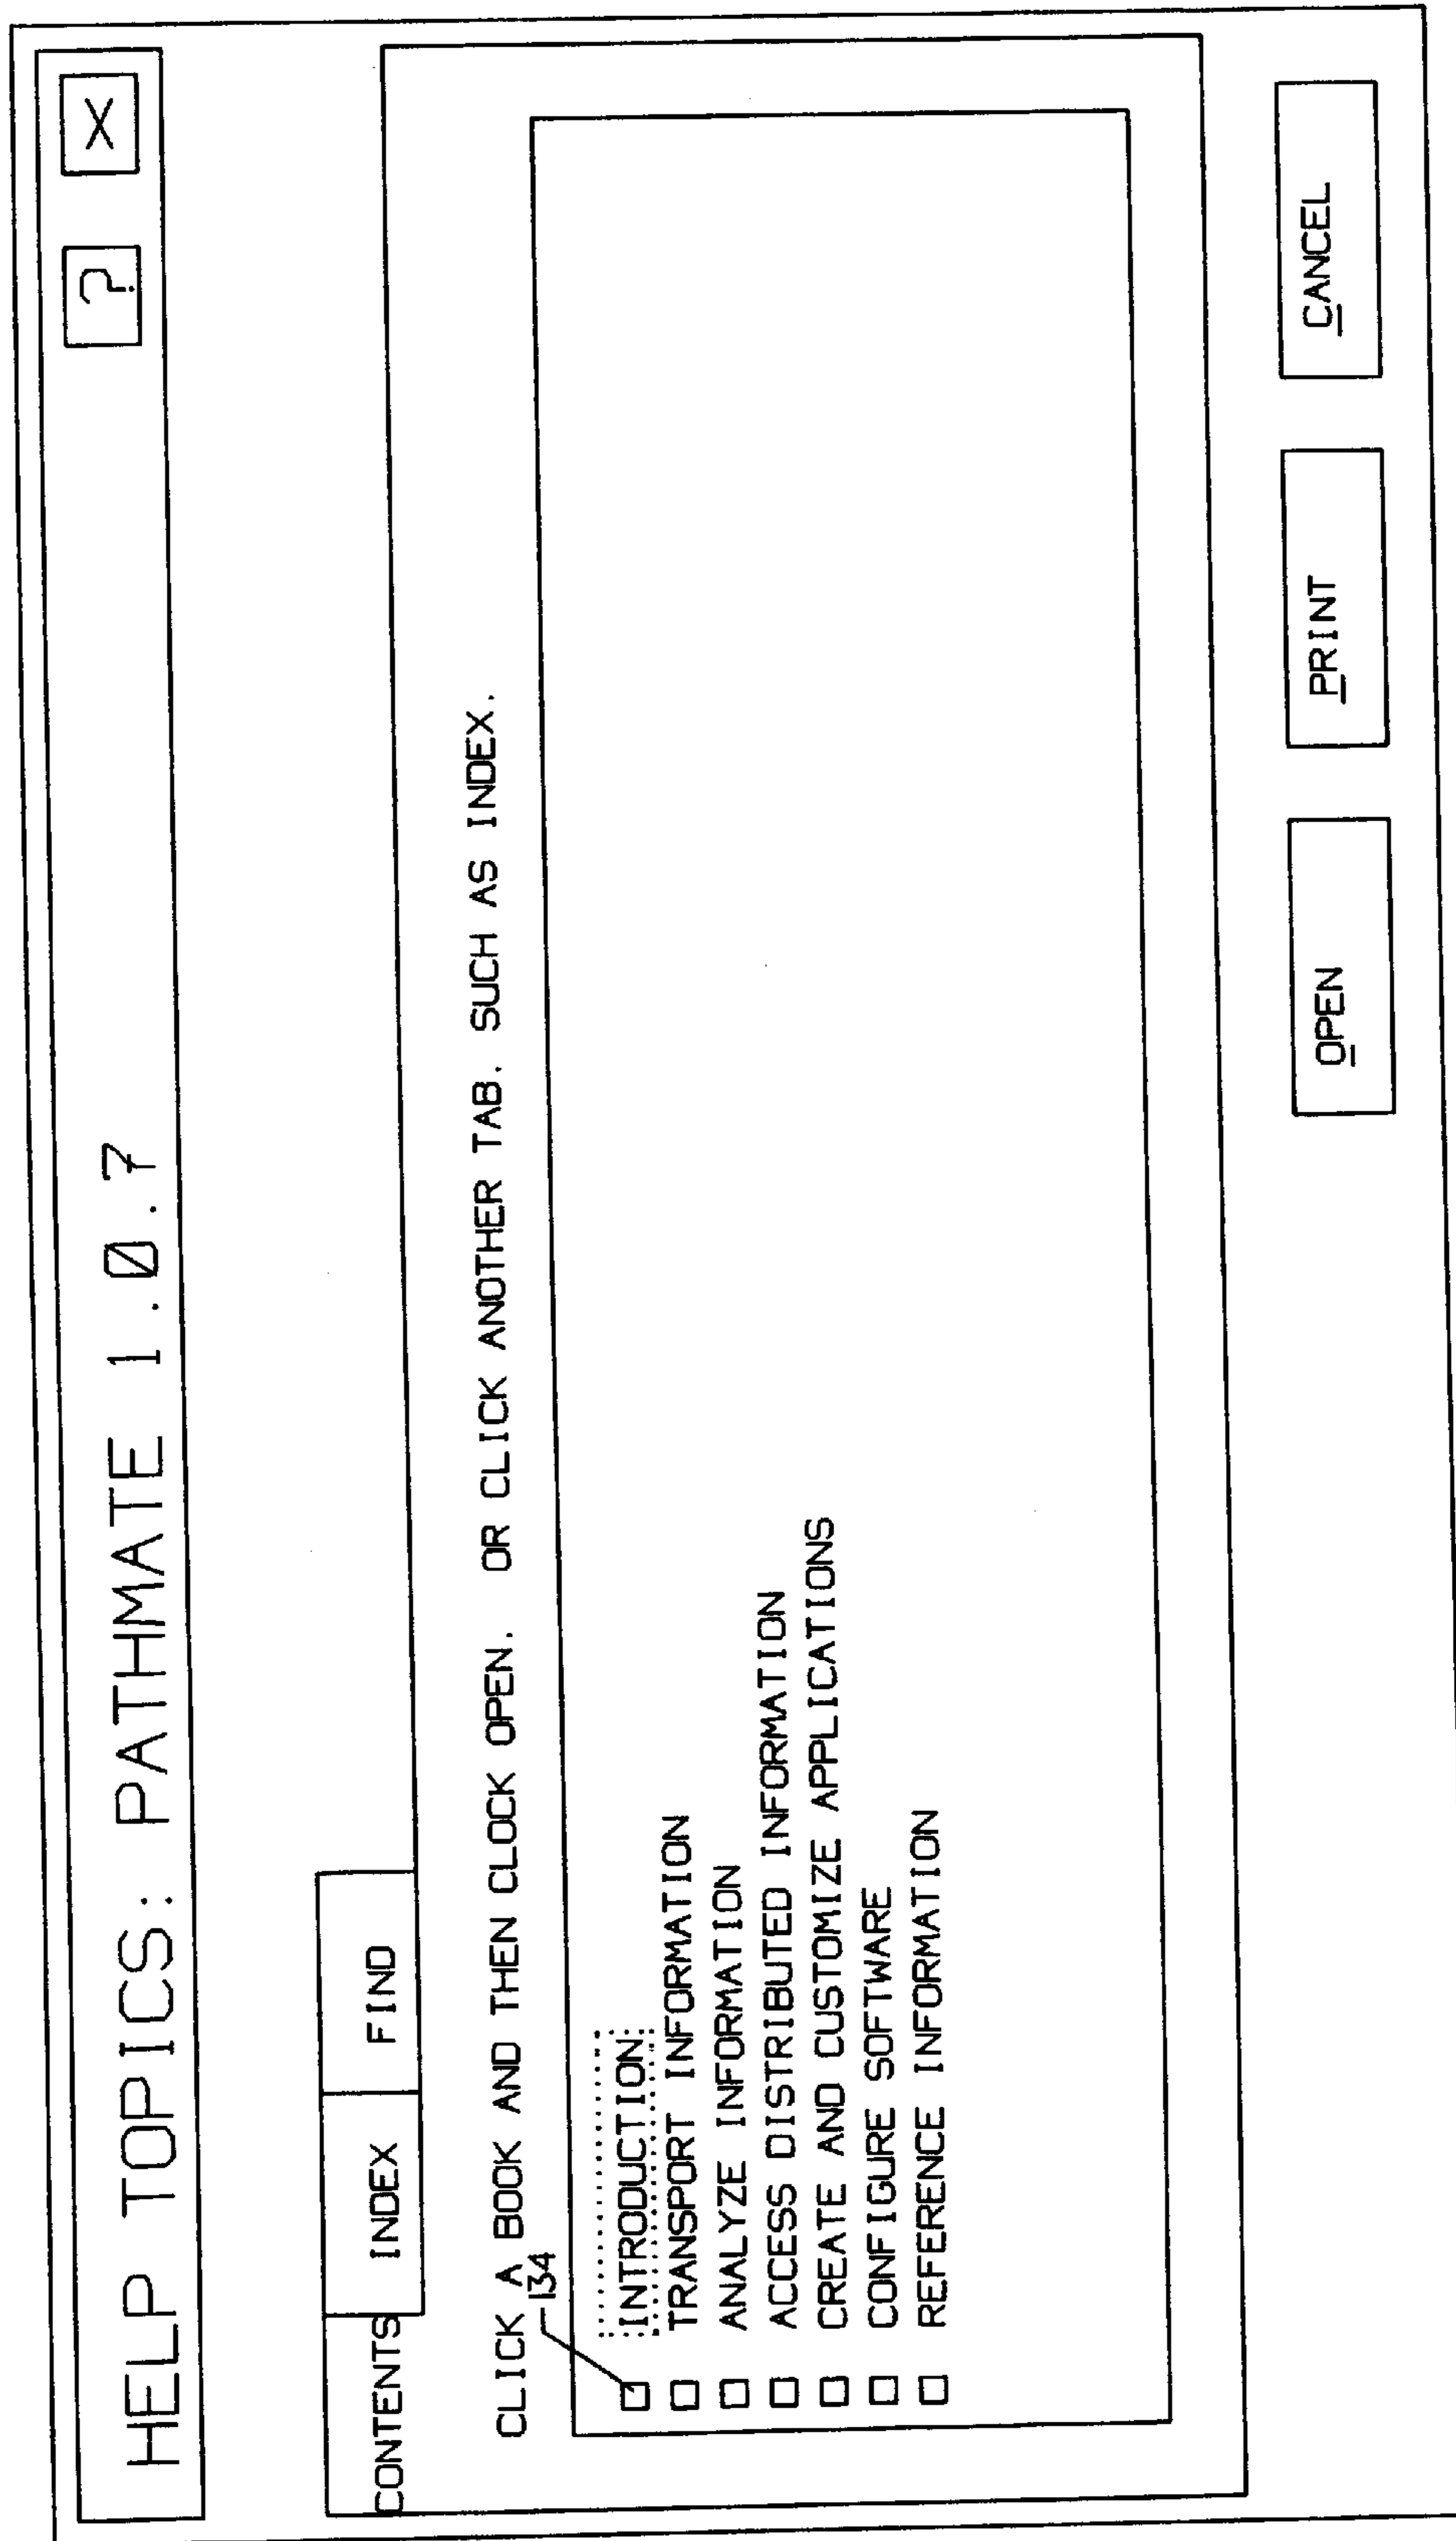 HELP TOPICS: PATHMATE 1.0.7
? X
CONTENTS INDEX FIND
CLICK A BOOK AND THEN CLOCK OPEN. OR CLICK ANOTHER TAB. SUCH AS INDEX.
134
INTRODUCTION
TRANSPORT INFORMATION
ANALYZE INFORMATION
ACCESS DISTRIBUTED INFORMATION
CREATE AND CUSTOMIZE APPLICATIONS
CONFIGURE SOFTWARE
REFERENCE INFORMATION
OPEN PRINT CANCEL